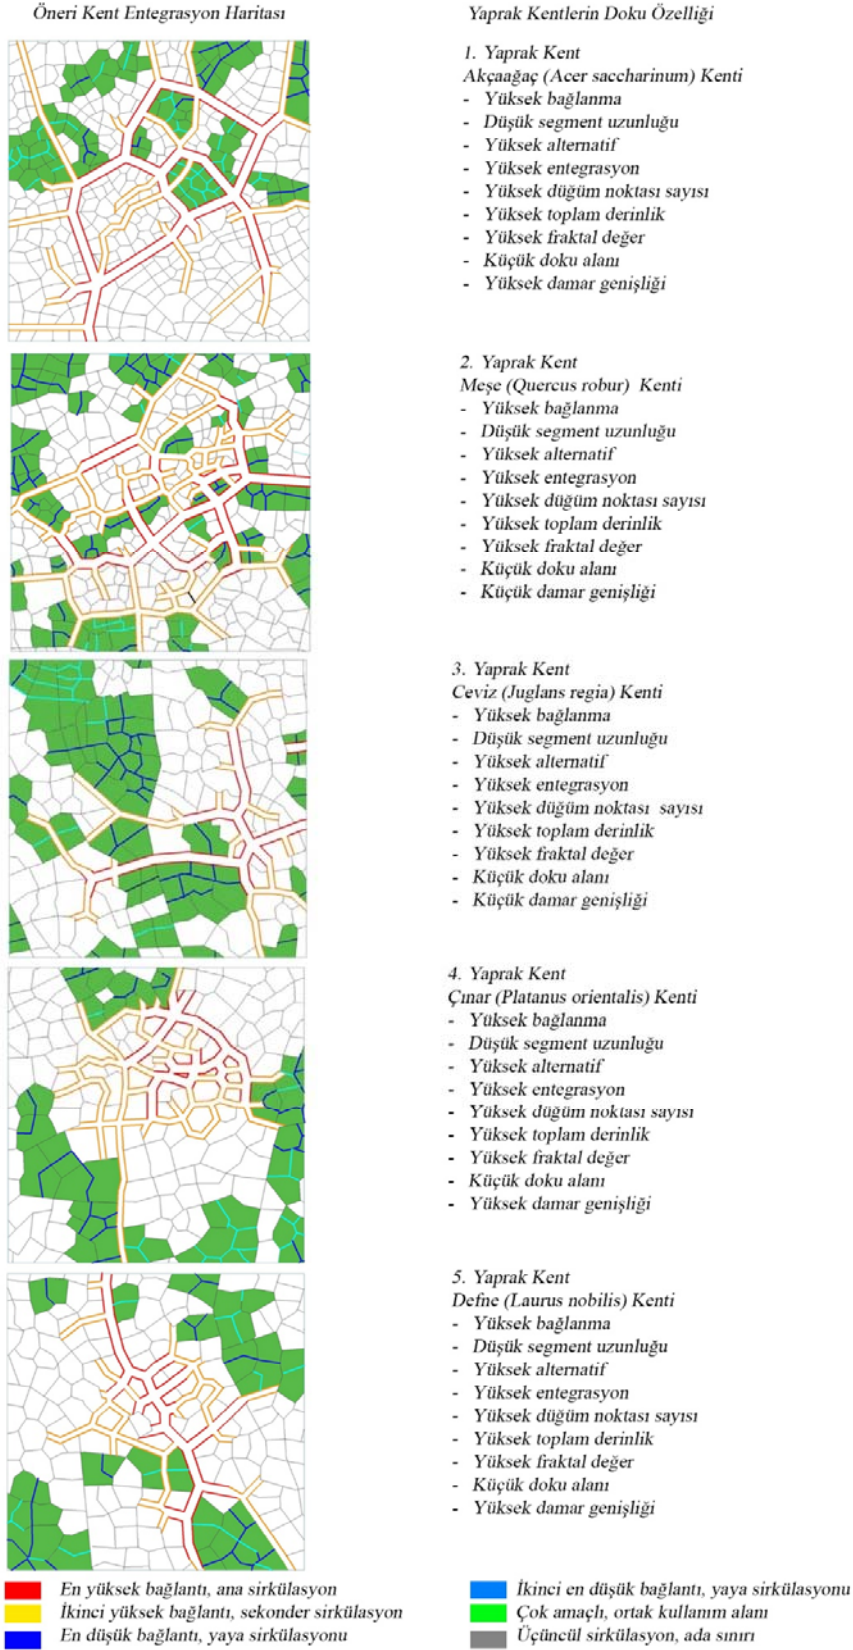 Öneri Kent Entegrasyon Haritası
Yaprak Kentlerin Doku Özelliği
1. Yaprak Kent
Akçaağaç (Acer saccharinum) Kenti
- Yüksek bağlanma
- Düşük segment uzunluğu
- Yüksek alternatif
- Yüksek entegrasyon
- Yüksek düğüm noktası sayısı
- Yüksek toplam derinlik
- Yüksek fraktal değer
- Küçük doku alanı
- Yüksek damar genişliği
2. Yaprak Kent
Meşe (Quercus robur) Kenti
- Yüksek bağlanma
- Düşük segment uzunluğu
- Yüksek alternatif
- Yüksek entegrasyon
- Yüksek düğüm noktası sayısı
- Yüksek toplam derinlik
- Yüksek fraktal değer
- Küçük doku alanı
- Küçük damar genişliği
3. Yaprak Kent
Ceviz (Juglans regia) Kenti
- Yüksek bağlanma
- Düşük segment uzunluğu
- Yüksek alternatif
- Yüksek entegrasyon
- Yüksek düğüm noktası sayısı
- Yüksek toplam derinlik
- Yüksek fraktal değer
- Küçük doku alanı
- Küçük damar genişliği
4. Yaprak Kent
Çınar (Platanus orientalis) Kenti
- Yüksek bağlanma
- Düşük segment uzunluğu
- Yüksek alternatif
- Yüksek entegrasyon
- Yüksek düğüm noktası sayısı
- Yüksek toplam derinlik
- Yüksek fraktal değer
- Küçük doku alanı
- Yüksek damar genişliği
5. Yaprak Kent
Defne (Laurus nobilis) Kenti
- Yüksek bağlanma
- Düşük segment uzunluğu
- Yüksek alternatif
- Yüksek entegrasyon
- Yüksek düğüm noktası sayısı
- Yüksek toplam derinlik
- Yüksek fraktal değer
- Küçük doku alanı
- Yüksek damar genişliği
En yüksek bağlantı, ana sirkülasyon
İkinci yüksek bağlantı, sekonder sirkülasyon
En düşük bağlantı, yaya sirkülasyonu
İkinci en düşük bağlantı, yaya sirkülasyonu
Çok amaçlı, ortak kullanım alanı
Üçüncül sirkülasyon, ada sınırı